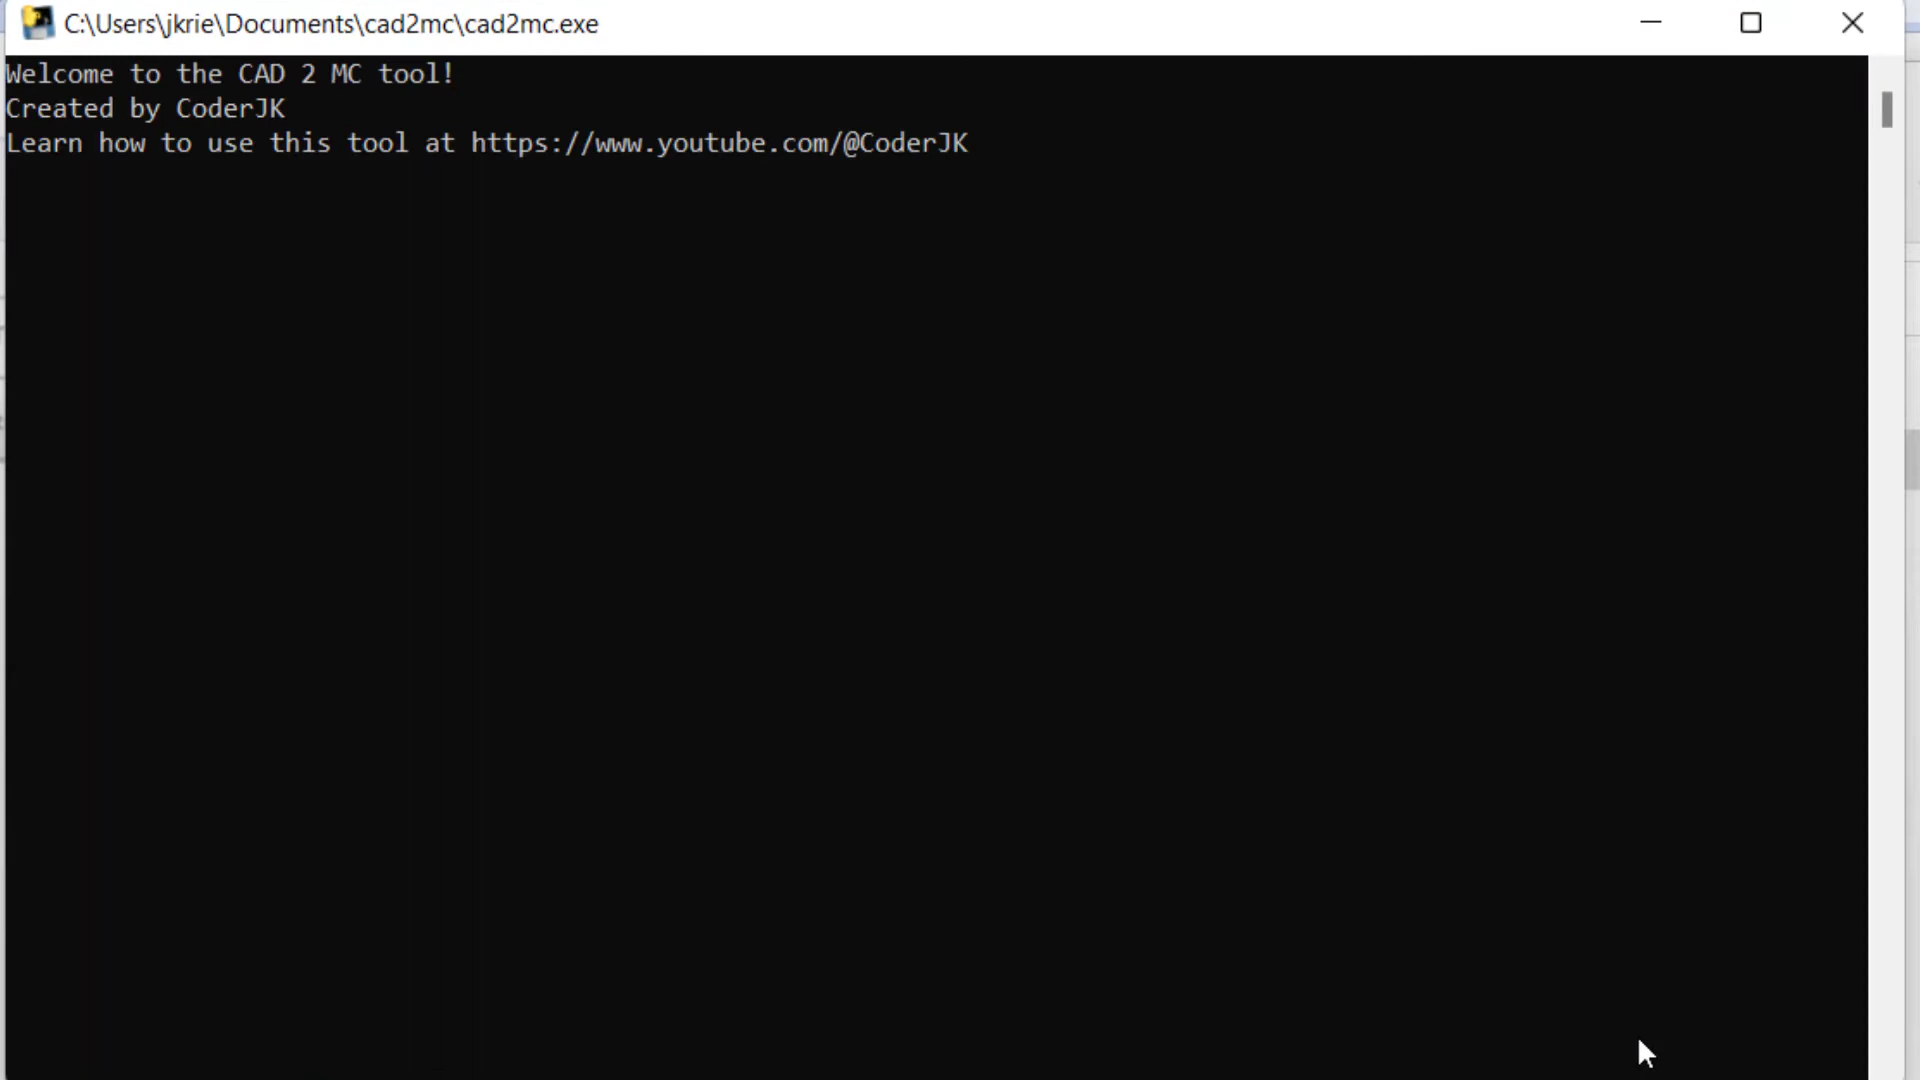 C:\Users\jkrie\Documents\cad2mc\cad2mc.exe
Welcome to the CAD 2 MC tool!
Created by CoderJK
Learn how to use this tool at https://www.youtube.com/@CoderJK